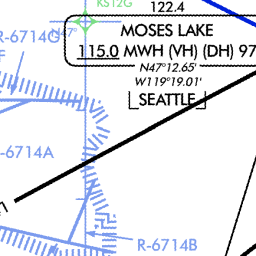 122.4
KS12G
MOSES LAKE
N47°
115.0 MWH (VH) (DH) 97
R-6714G
N47°12.65'
W119°19.01'
SEATTLE
-6714A
R-6714B